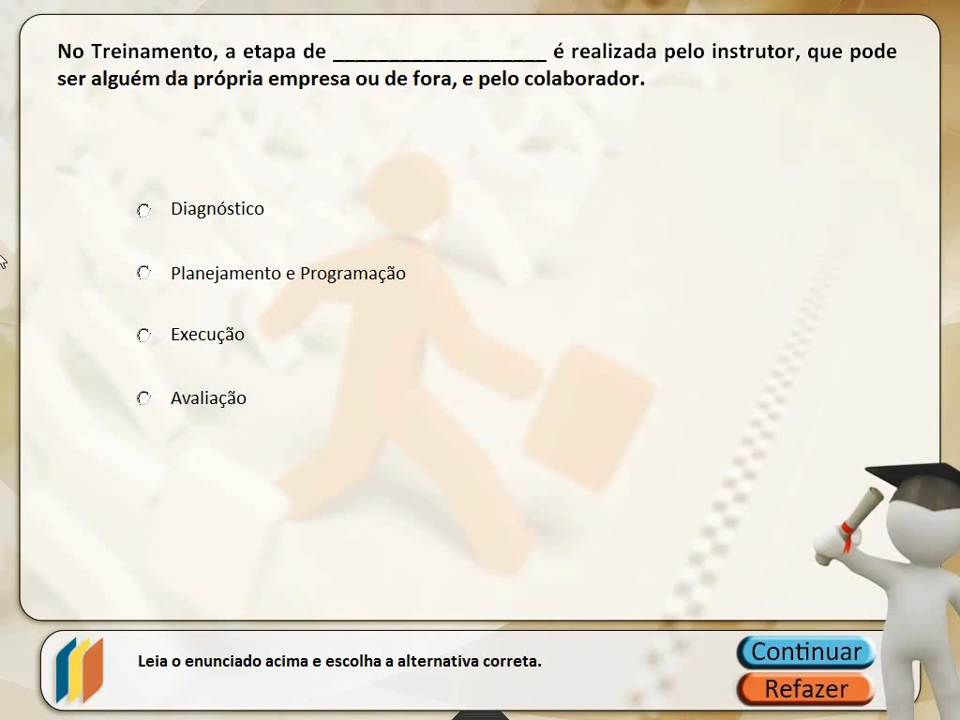 No Treinamento, a etapa de ___________________ é realizada pelo instrutor, que pode
ser alguém da própria empresa ou de fora, e pelo colaborador.
Diagnóstico
Planejamento e Programação
Execução
Avaliação
Leia o enunciado acima e escolha a alternativa correta.
Continuar
Refazer